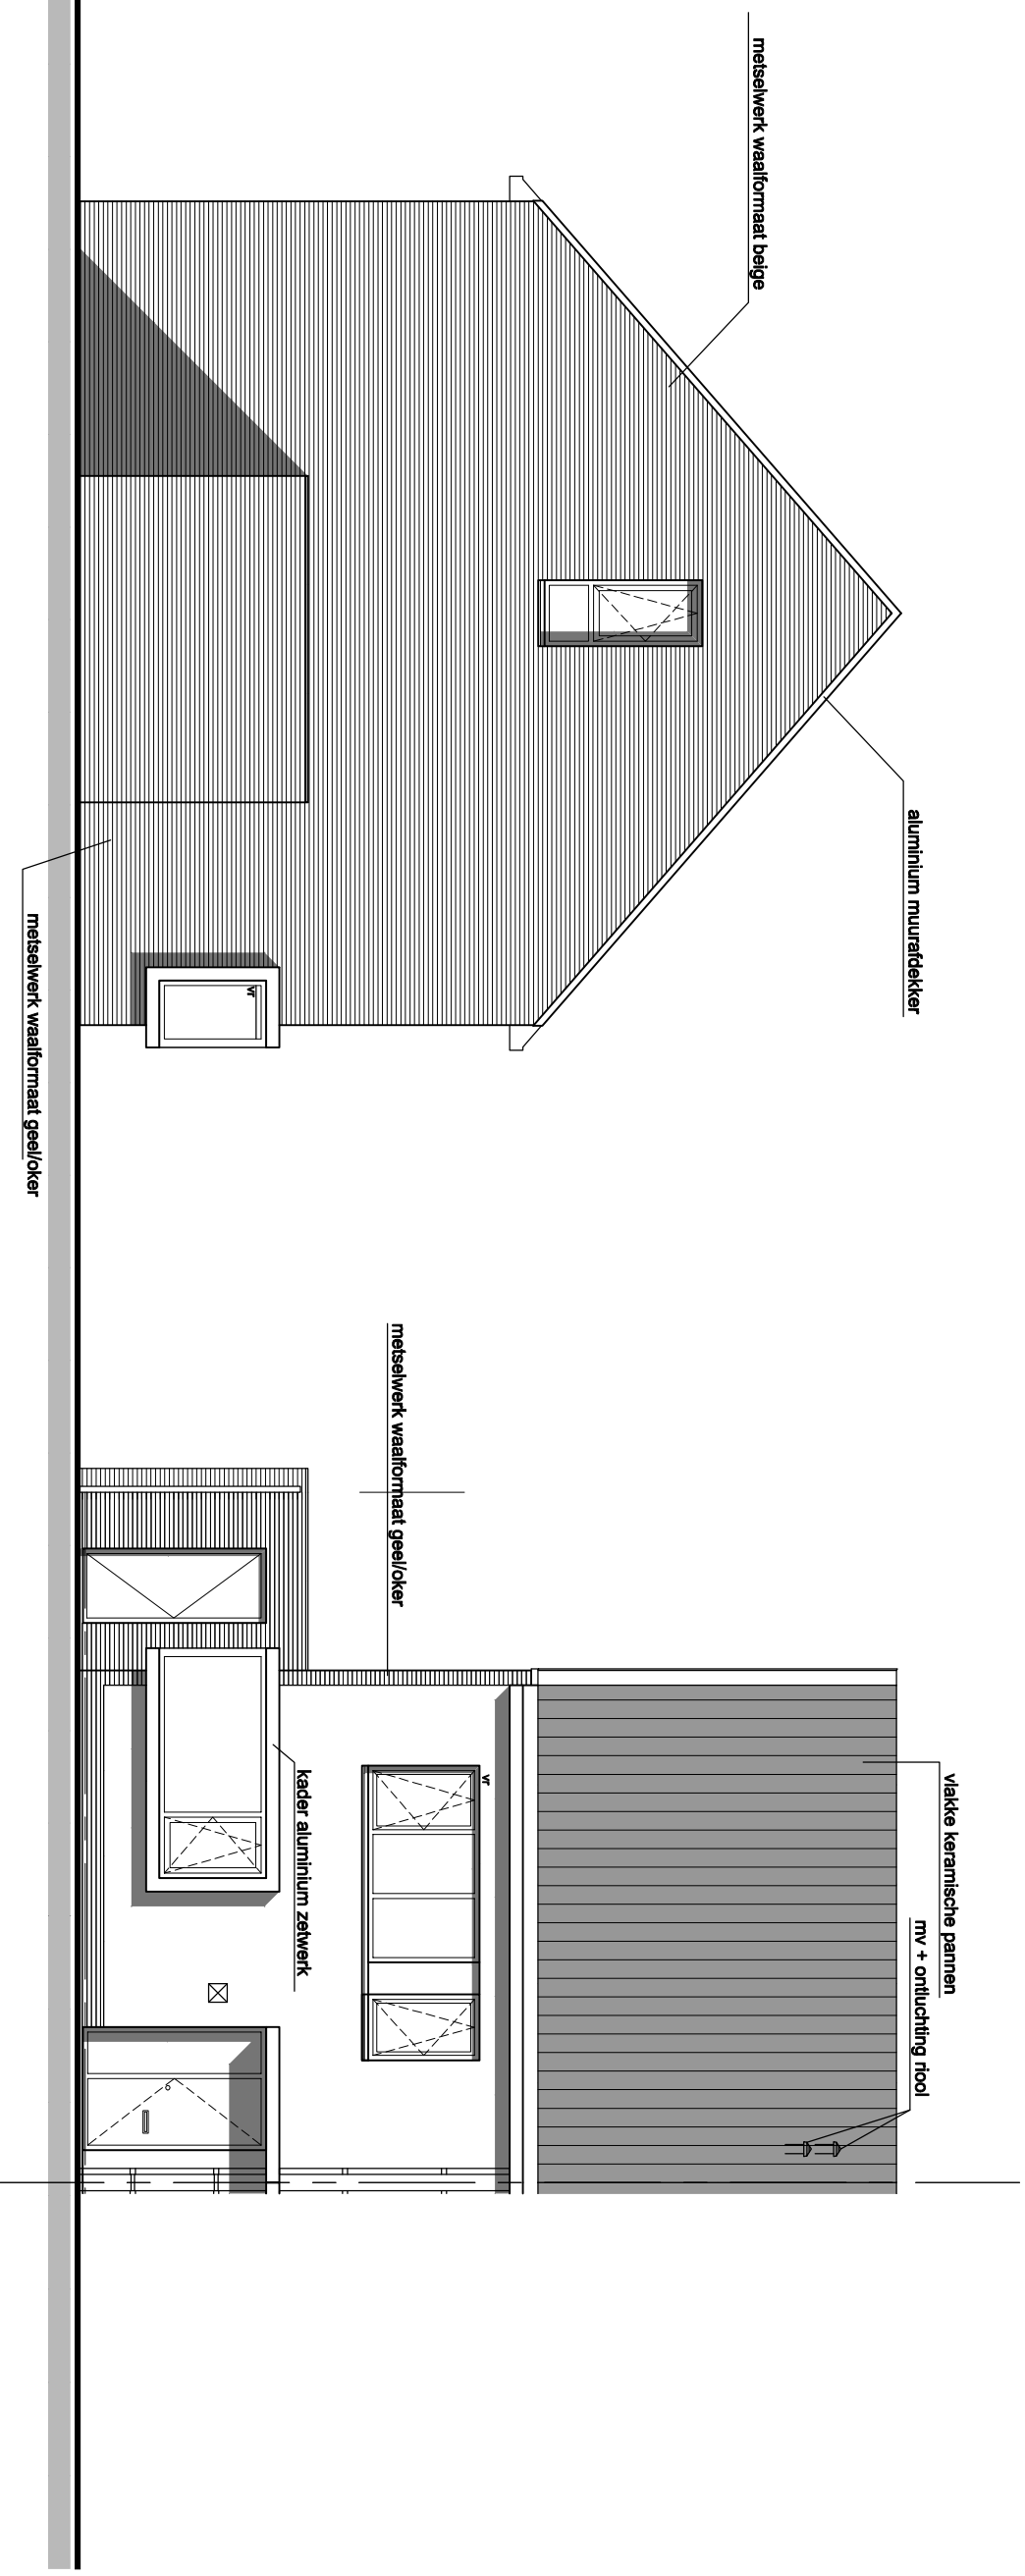 metselwerk waalformaat beige
aluminium muurafdekker
vr
metselwerk waalformaat geel/oker
metselwerk waalformaat geel/oker
vlakke keramische pannen
mv + ontluchting riool
vr
kader aluminium zetwerk